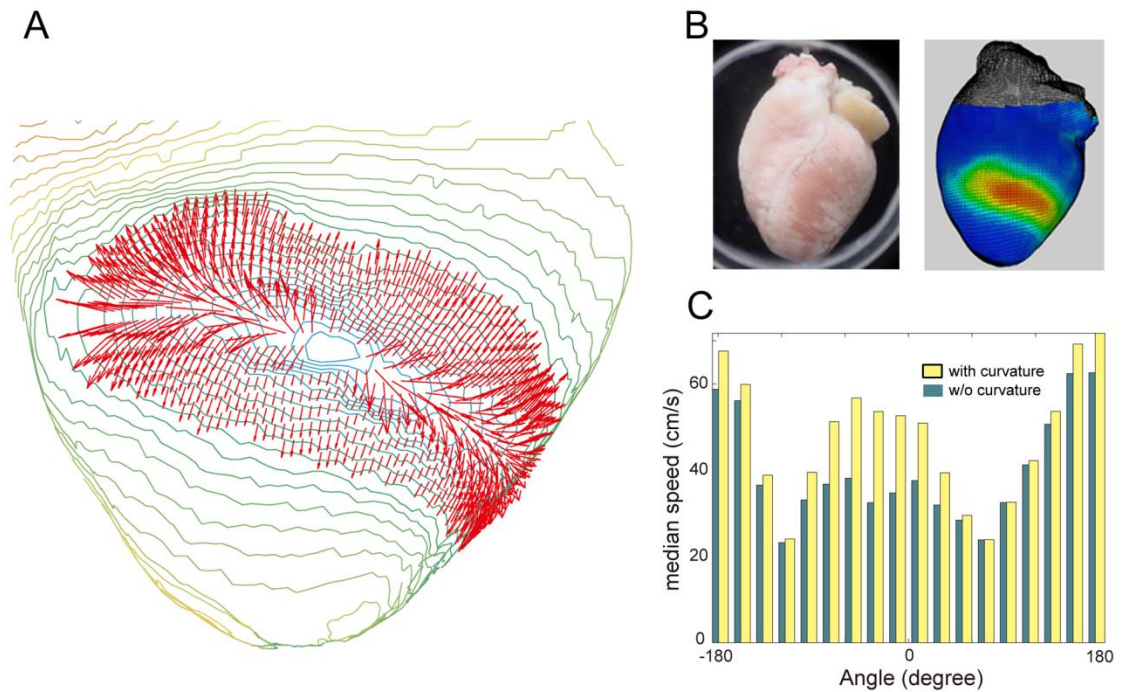 A
B
C
with curvature
w/o curvature
median speed (cm/s)
60
40
20
0
-180
0
180
Angle (degree)